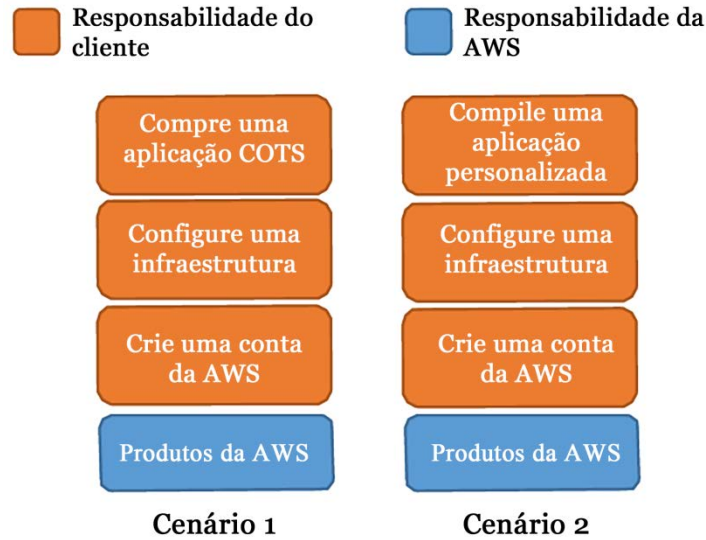 Responsabilidade do
cliente
Responsabilidade da
AWS
Compre uma
aplicação COTS
Configure uma
infraestrutura
Crie uma conta
da AWS
Produtos da AWS
Cenário 1
Compile uma
aplicação
personalizada
Configure uma
infraestrutura
Crie uma conta
da AWS
Produtos da AWS
Cenário 2